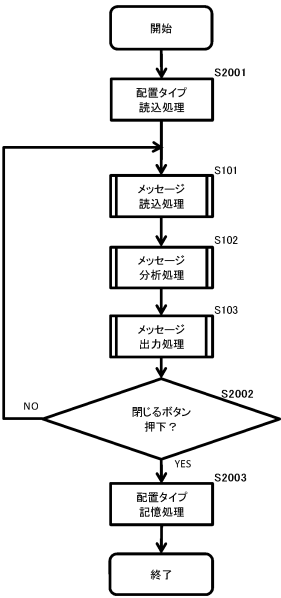 開始
S2001
配置タイプ
読込処理
S101
メッセージ
読込処理
S102
メッセージ
分析処理
S103
メッセージ
出力処理
S2002
閉じるボタン
押下？
NO
YES
S2003
配置タイプ
記憶処理
終了